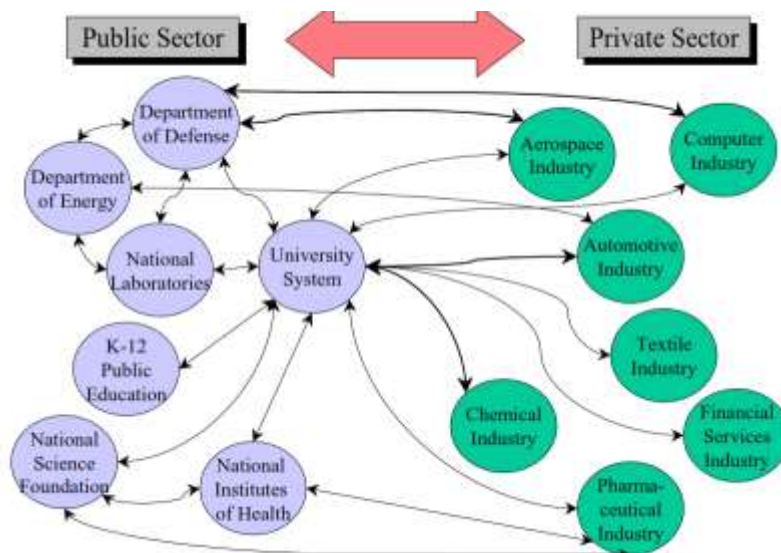 Public Sector
Private Sector
Department
of Defense
Aerospace
Industry
Computer
Industry
Department
of Energy
National
Laboratories
University
System
Automotive
Industry
K-12
Public
Education
Textile
Industry
Chemical
Industry
Financial
Services
Industry
National
Science
Foundation
National
Institutes
of Health
Pharma-
ceutical
Industry